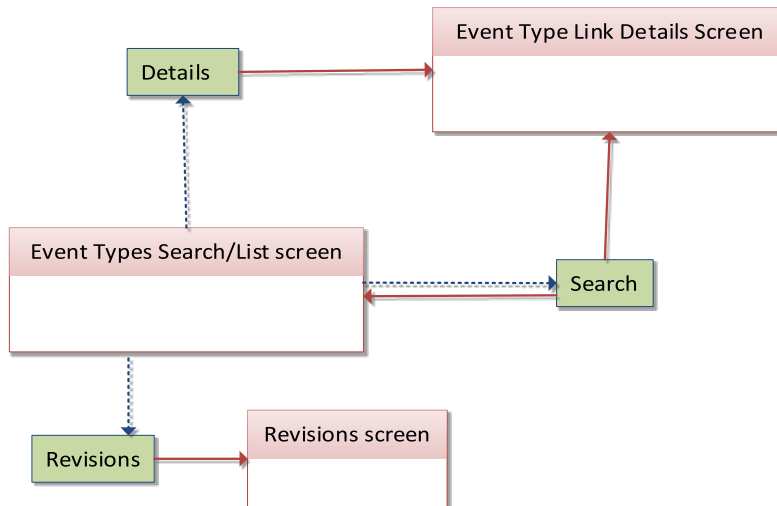 Event Type Link Details Screen
Details
Event Types Search/List screen
Search
Revisions screen
Revisions